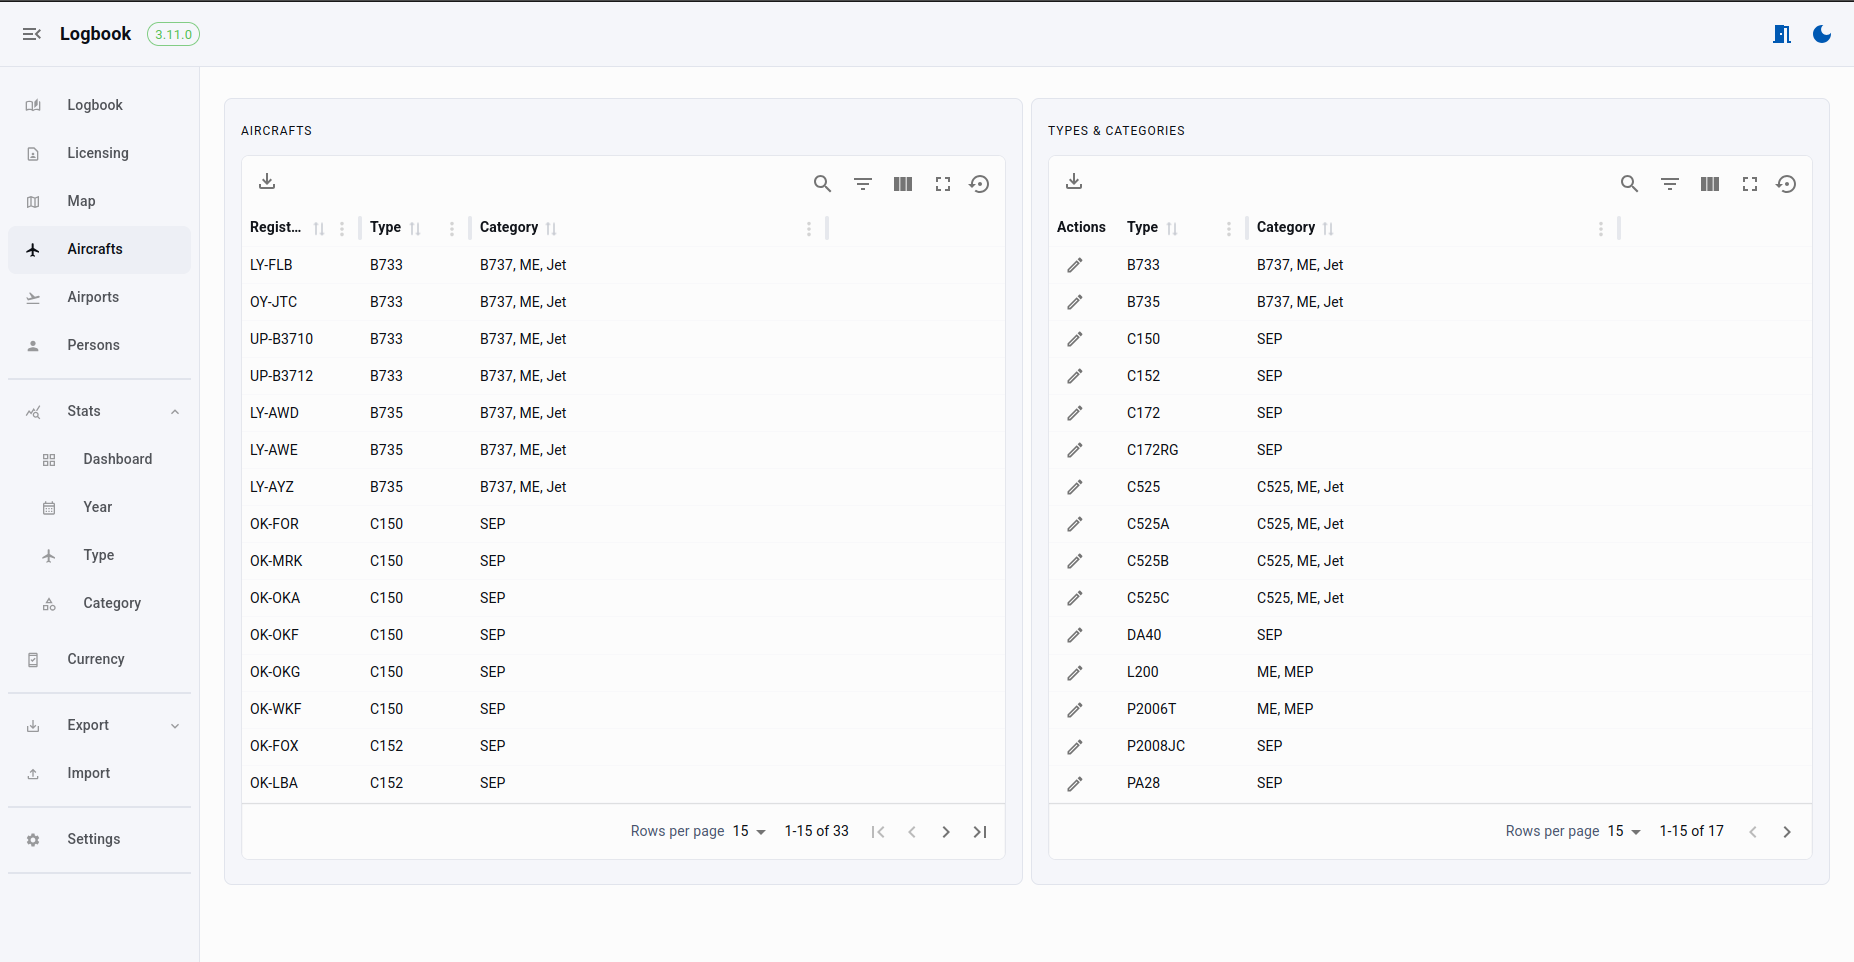 Logbook 3.11.0
Logbook
Licensing
Map
Aircrafts
Airports
Persons
Stats
Dashboard
Year
Type
Category
Currency
Export
Import
Settings
AIRCRAFTS
Regist... Type Category
LY-FLB B733 B737, ME, Jet
OY-JTC B733 B737, ME, Jet
UP-B3710 B733 B737, ME, Jet
UP-B3712 B733 B737, ME, Jet
LY-AWD B735 B737, ME, Jet
LY-AWE B735 B737, ME, Jet
LY-AYZ B735 B737, ME, Jet
OK-FOR C150 SEP
OK-MRK C150 SEP
OK-OKA C150 SEP
OK-OKF C150 SEP
OK-OKG C150 SEP
OK-WKF C150 SEP
OK-FOX C152 SEP
OK-LBA C152 SEP
Rows per page 15 1-15 of 33
TYPES & CATEGORIES
Actions Type Category
B733 B737, ME, Jet
B735 B737, ME, Jet
C150 SEP
C152 SEP
C172 SEP
C172RG SEP
C525 C525, ME, Jet
C525A C525, ME, Jet
C525B C525, ME, Jet
C525C C525, ME, Jet
DA40 SEP
L200 ME, MEP
P2006T ME, MEP
P2008JC SEP
PA28 SEP
Rows per page 15 1-15 of 17